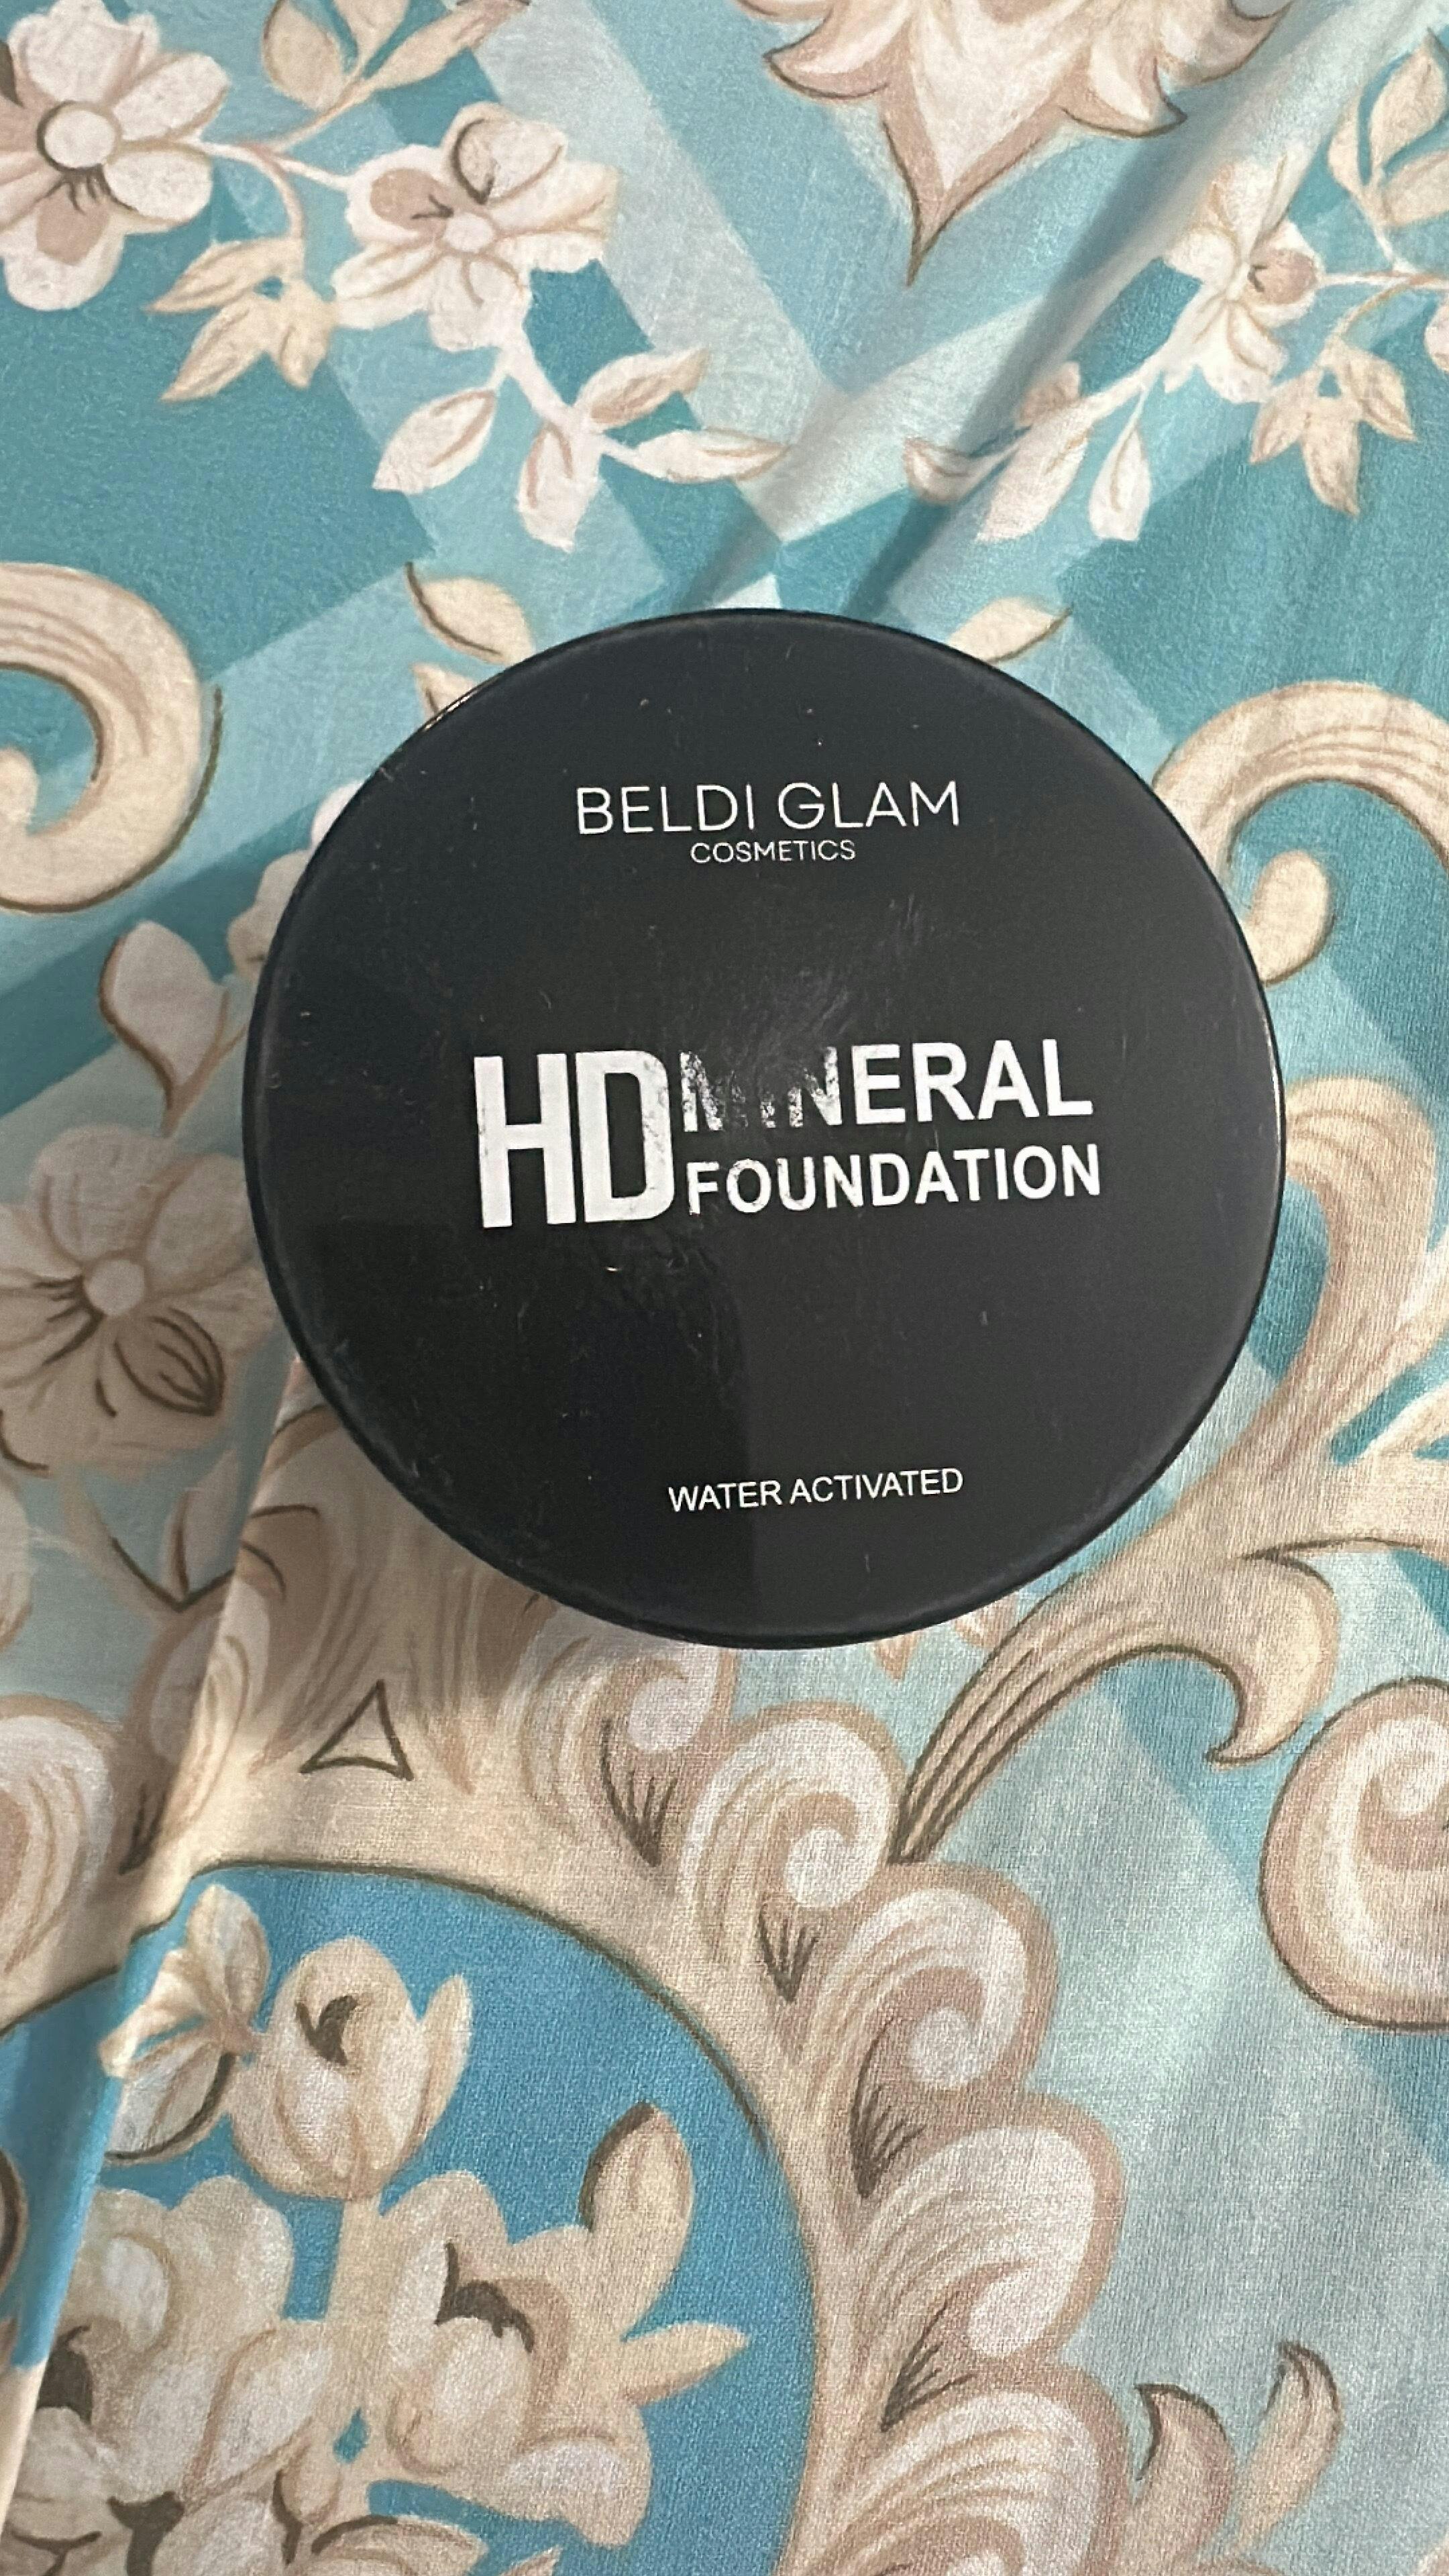 BELDI GLAM
COSMETICS
HD MINERAL
FOUNDATION
WATER ACTIVATED